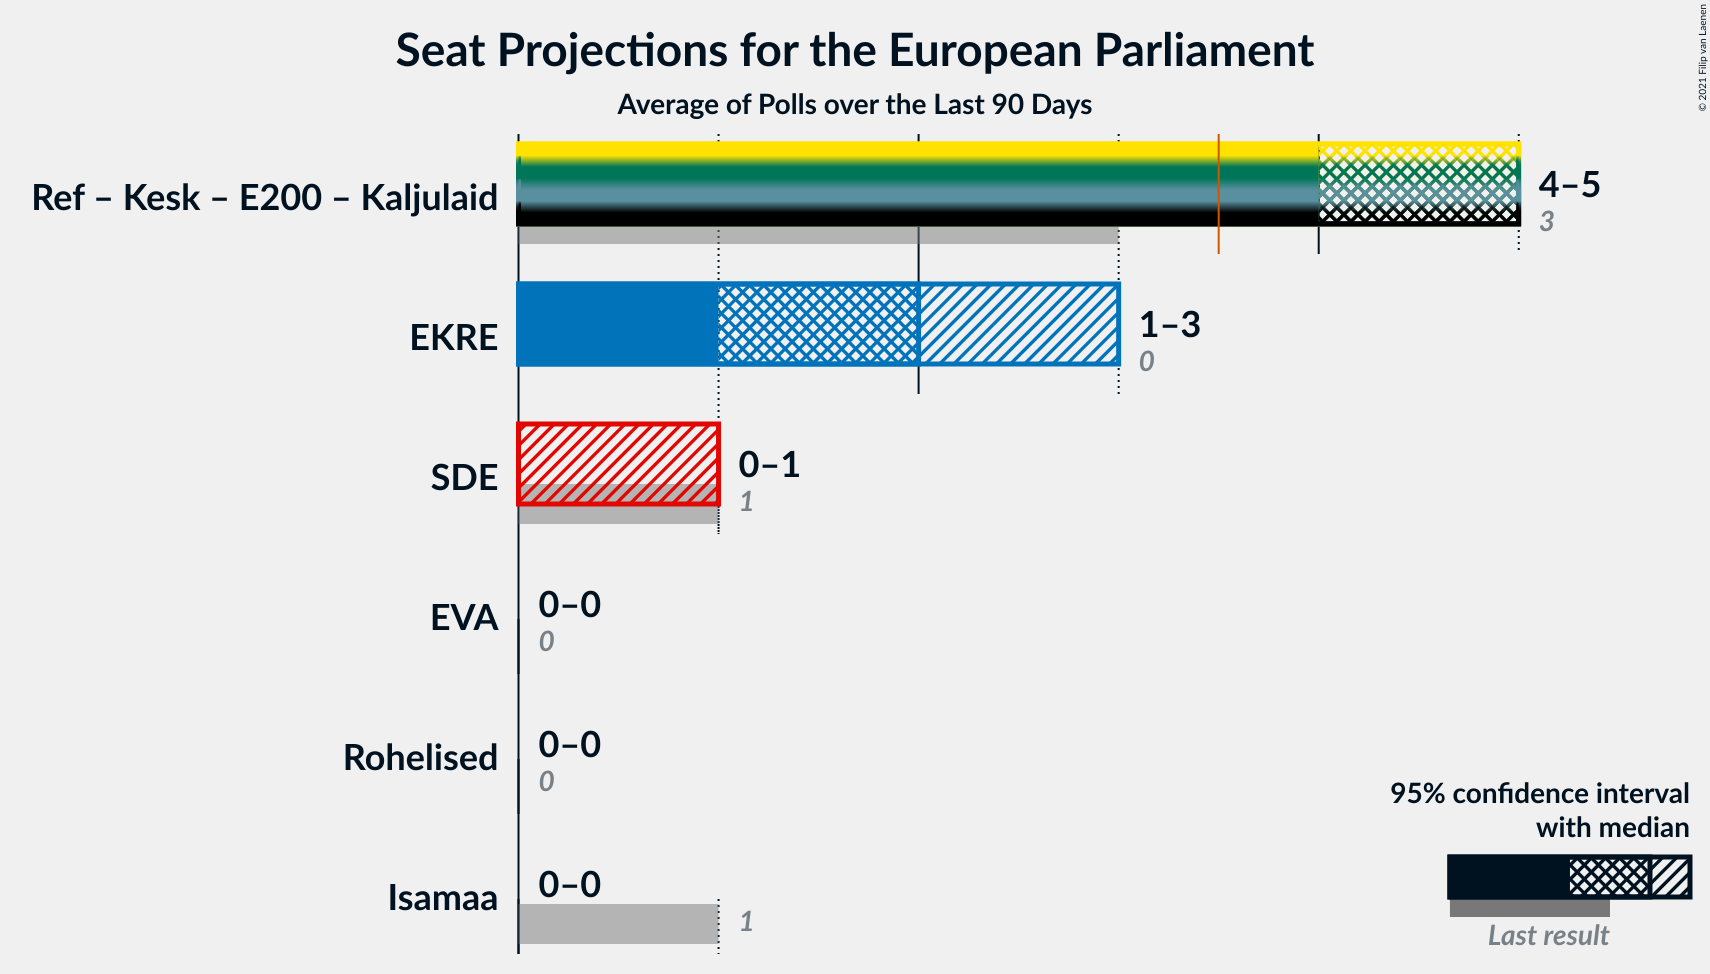 Seat Projections for the European Parliament
Average of Polls over the Last 90 Days
© 2021 Filip van Laenen
Ref – Kesk – E200 – Kaljulaid
4–5
3
EKRE
1–3
0
SDE
0–1
1
EVA
0–0
0
Rohelised
0–0
0
Isamaa
0–0
1
95% confidence interval
with median
Last result